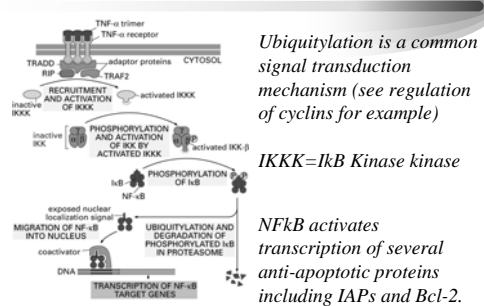 TNF-α trimer
TNF-α receptor
CYTOSOL
TRADD
adaptor proteins
RIP
TRAF2
RECRUITMENT
AND ACTIVATION
OF IKKK
inactive
IKKK
activated IKKK
inactive
IKK
α β
PHOSPHORYLATION
AND ACTIVATION
OF IKK BY
ACTIVATED IKKK
α β
P
activated IKK-β
PHOSPHORYLATION
OF IκB
IκB
NF-κB
P P
exposed nuclear
localization signal
MIGRATION OF NF-κB
INTO NUCLEUS
UBIQUITYLATION AND
DEGRADATION OF
PHOSPHORYLATED IκB
IN PROTEASOME
coactivator
DNA
TRANSCRIPTION OF NF-κB
TARGET GENES
Ubiquitylation is a common
signal transduction
mechanism (see regulation
of cyclins for example)
IKKK=IkB Kinase kinase
NFkB activates
transcription of several
anti-apoptotic proteins
including IAPs and Bcl-2.